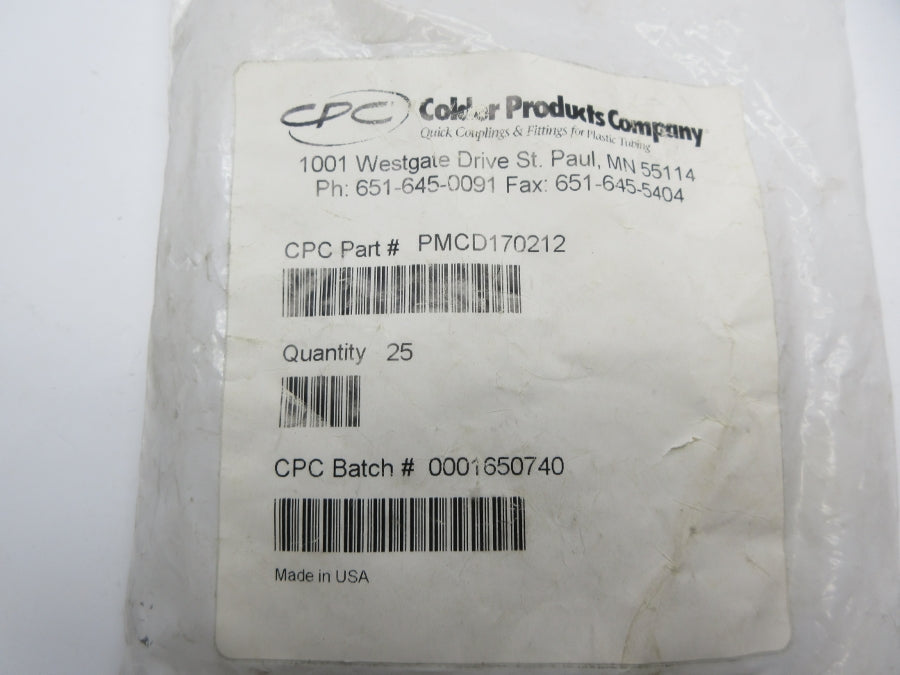 CPC Colder Products Company
Quick Couplings & Fittings for Plastic Tubing
1001 Westgate Drive St. Paul, MN 55114
Ph: 651-645-0091 Fax: 651-645-5404
CPC Part # PMCD170212
Quantity 25
CPC Batch # 0001650740
Made in USA